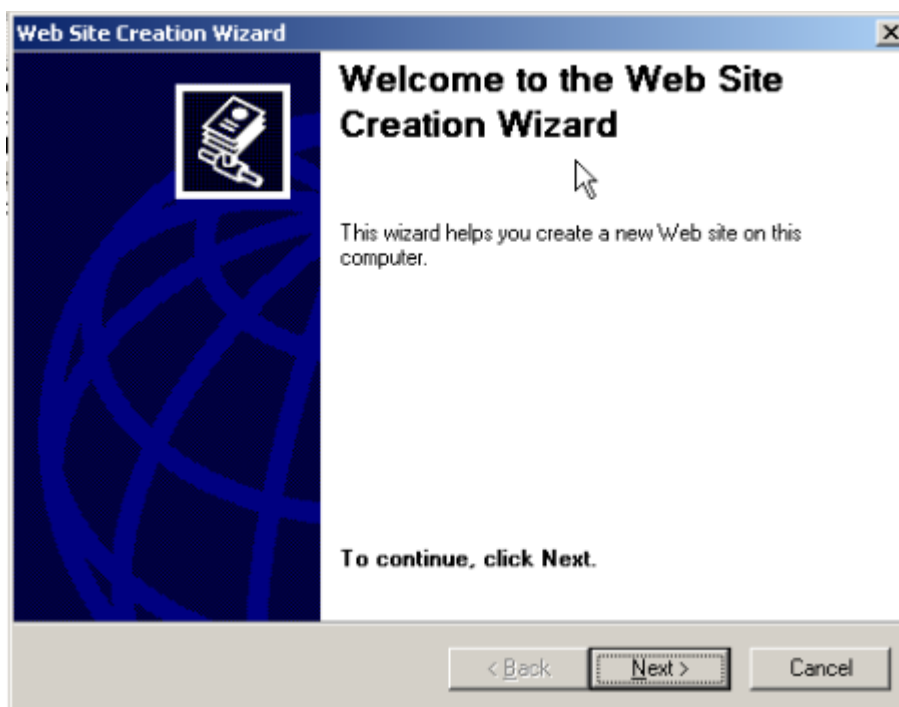 Web Site Creation Wizard
Welcome to the Web Site
Creation Wizard
This wizard helps you create a new Web site on this
computer.
To continue, click Next.
< Back
Next >
Cancel